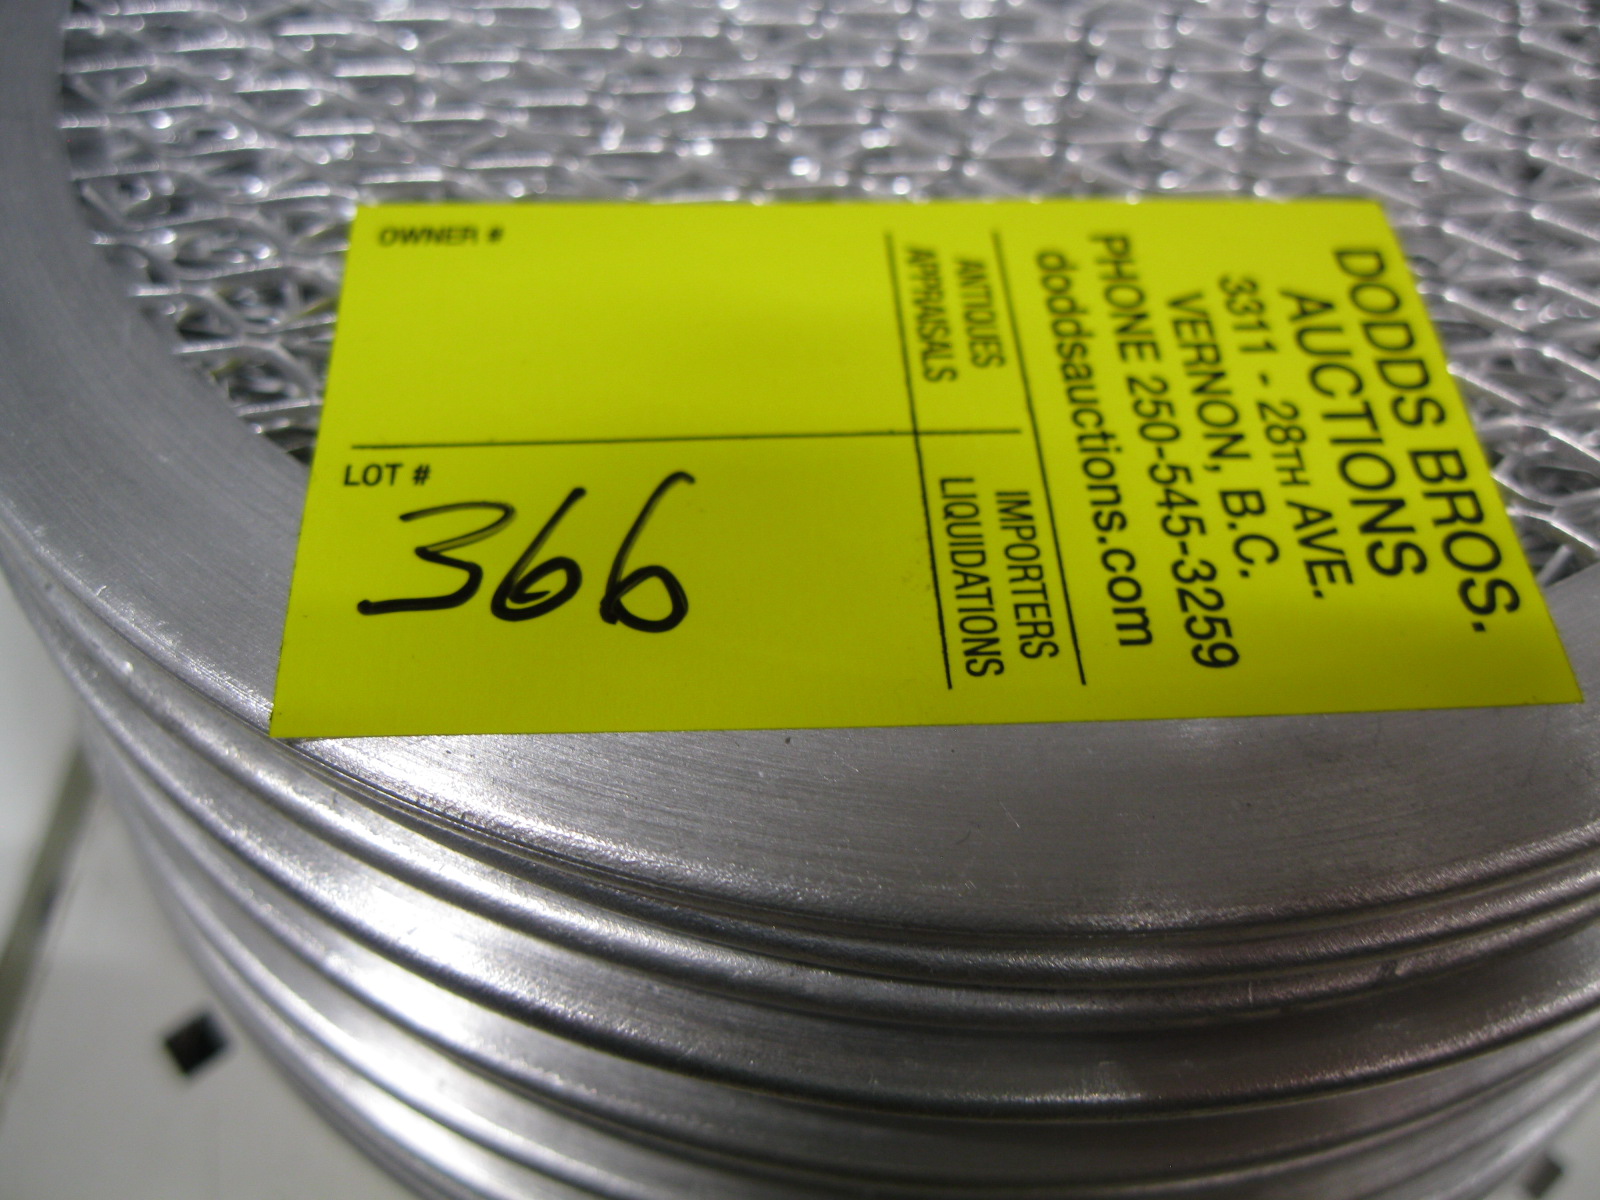 DODDS BROS.
AUCTIONS
3311 - 28TH AVE.
VERNON, B.C.
PHONE 250-545-3259
doddsauctions.com
ANTIQUES IMPORTERS
APPRAISALS LIQUIDATIONS
OWNER #
LOT #
366